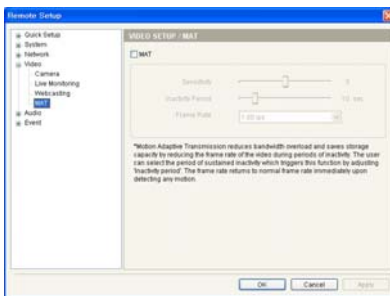 Remote Setup
Quick Setup
System
Network
Video
Camera
Live Monitoring
Webcasting
MAT
Audio
Event
VIDEO SETUP / MAT
MAT
Sensitivity
Inactivity Period
Frame Rate
1.00 ips
*Motion Adaptive Transmission reduces bandwidth overload and saves storage
capacity by reducing the frame rate of the video during periods of inactivity. The user
can select the period of sustained inactivity which triggers this function by adjusting
'Inactivity period'. The frame rate returns to normal frame rate immediately upon
detecting any motion.
OK
Cancel
Apply